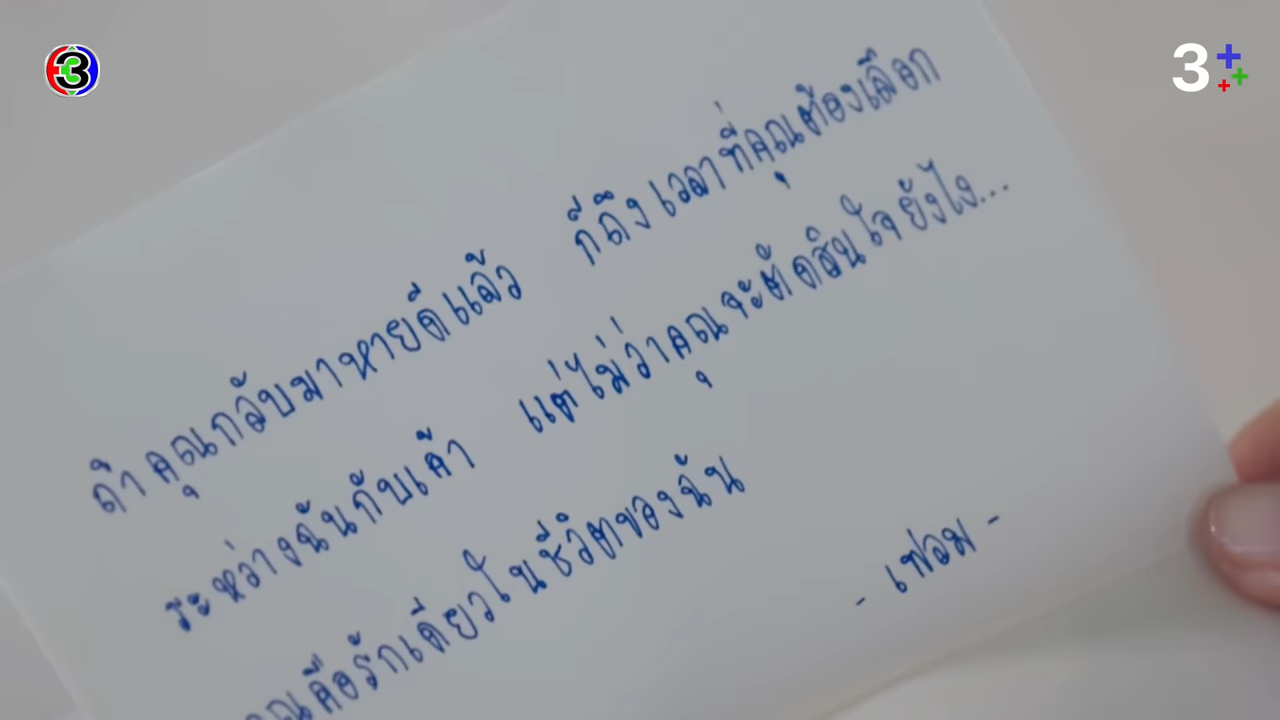 3
3+
ถ้าคุณกลับมาหายดีแล้ว ก็ถึงเวลาที่คุณต้องเลือก
ระหว่างฉันกับเค้า แต่ไม่ว่าคุณจะตัดสินใจยังไง...
คุณคือรักเดียวในชีวิตของฉัน
- เฟอม -